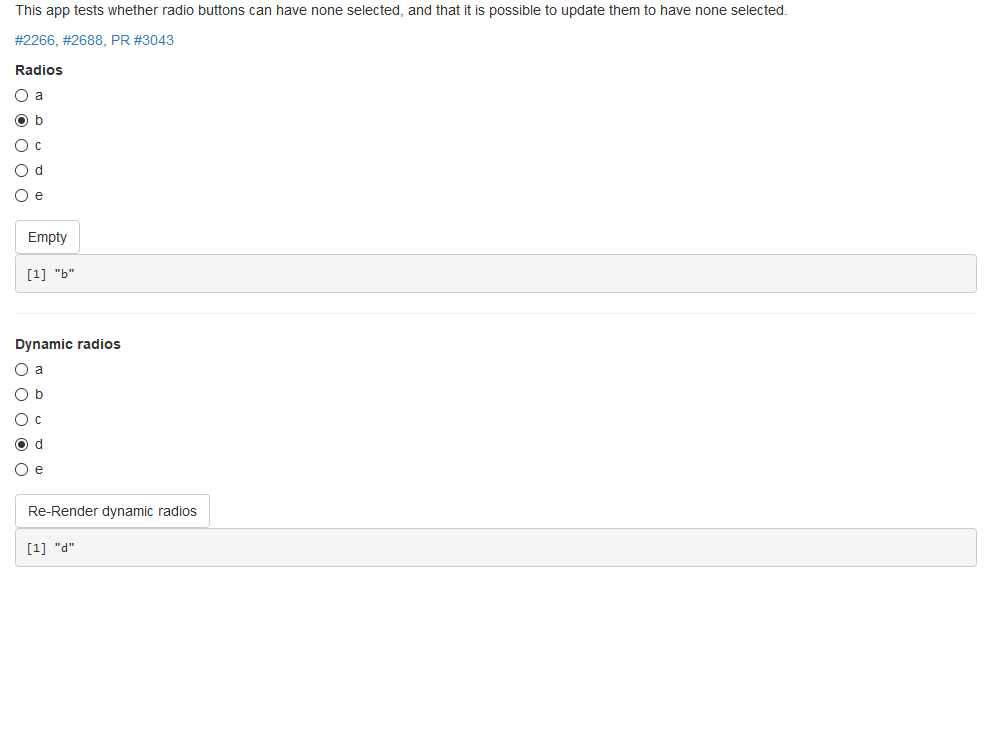 This app tests whether radio buttons can have none selected, and that it is possible to update them to have none selected.
#2266, #2688, PR #3043
Radios
a
b
c
d
e
Empty
[1] "b"
Dynamic radios
a
b
c
d
e
Re-Render dynamic radios
[1] "d"